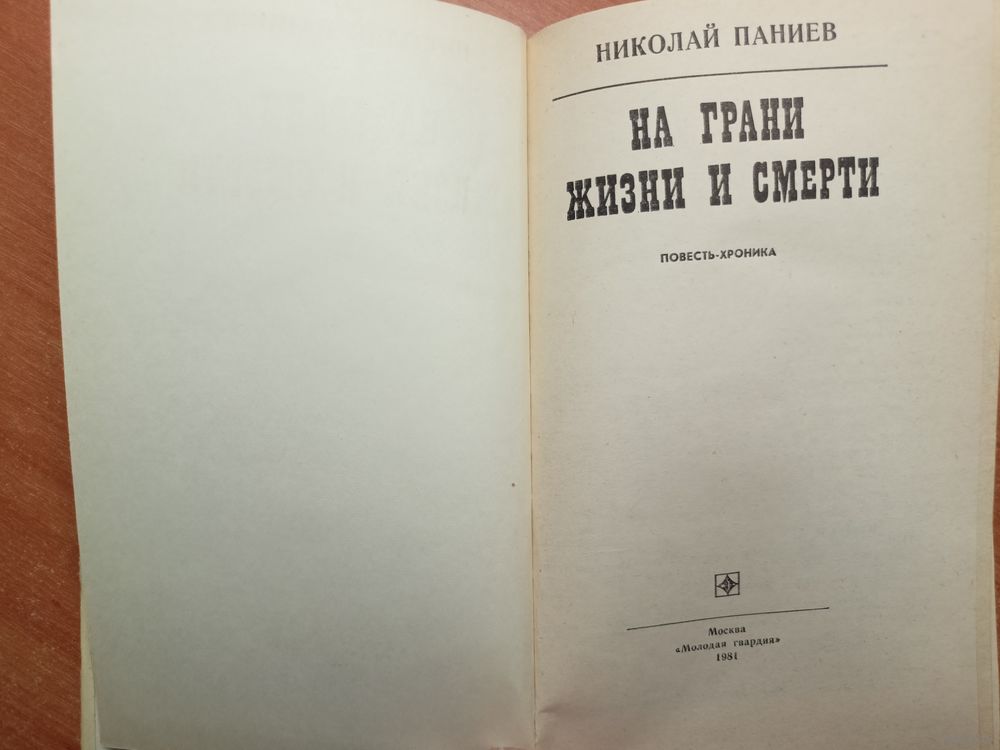 НИКОЛАЙ ПАНИЕВ
НА ГРАНИ
ЖИЗНИ И СМЕРТИ
ПОВЕСТЬ-ХРОНИКА
Москва
«Молодая гвардия»
1981